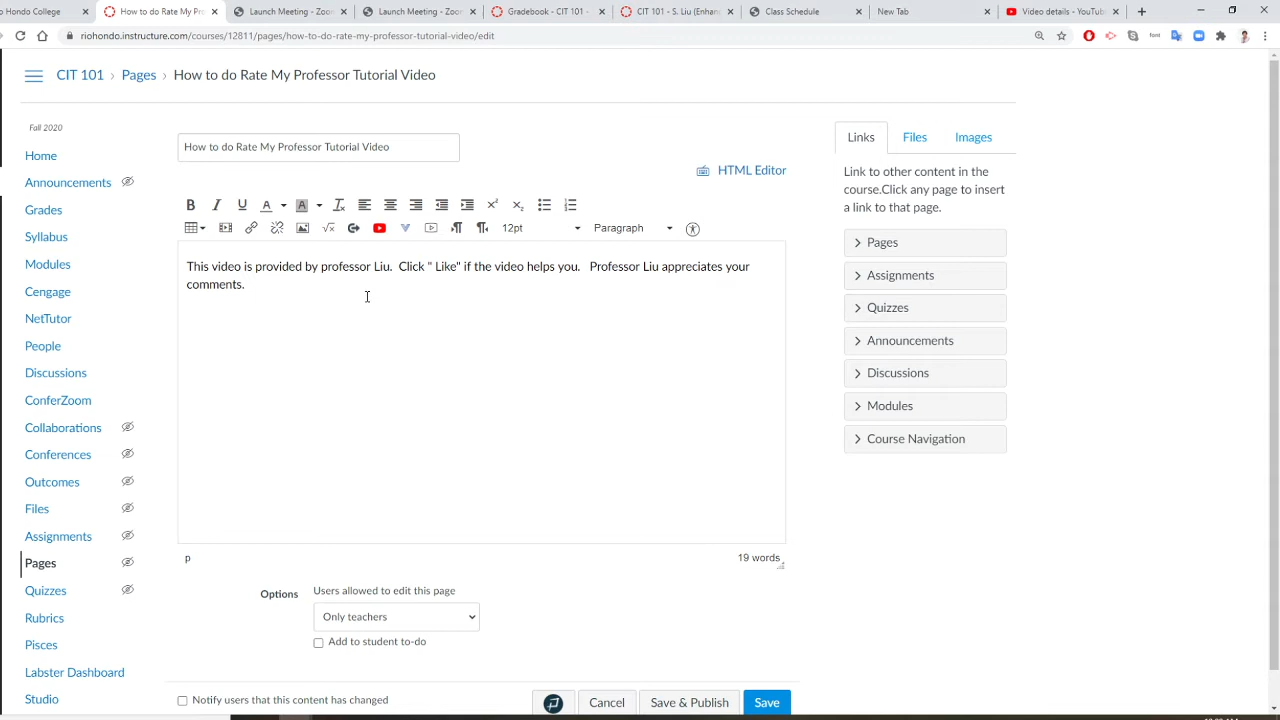 o Hondo College
How to do Rate My Pr
Launch Meeting - Zoo
Launch Meeting - Zoo
Gradebook - CIT 101 -
CIT 101 - S. Liu (Enhan
Class Schedule
New Tab
Video details - YouTub
riohondo.instructure.com/courses/12811/pages/how-to-do-rate-my-professor-tutorial-video/edit
CIT 101 › Pages › How to do Rate My Professor Tutorial Video
Fall 2020
Home
Announcements
Grades
Syllabus
Modules
Cengage
NetTutor
People
Discussions
ConferZoom
Collaborations
Conferences
Outcomes
Files
Assignments
Pages
Quizzes
Rubrics
Pisces
Labster Dashboard
Studio
How to do Rate My Professor Tutorial Video
HTML Editor
12pt
Paragraph
This video is provided by professor Liu.  Click " Like" if the video helps you.   Professor Liu appreciates your
comments.
p
19 words
Options
Users allowed to edit this page
Only teachers
Add to student to-do
Notify users that this content has changed
Cancel
Save & Publish
Save
Links
Files
Images
Link to other content in the
course.Click any page to insert
a link to that page.
Pages
Assignments
Quizzes
Announcements
Discussions
Modules
Course Navigation